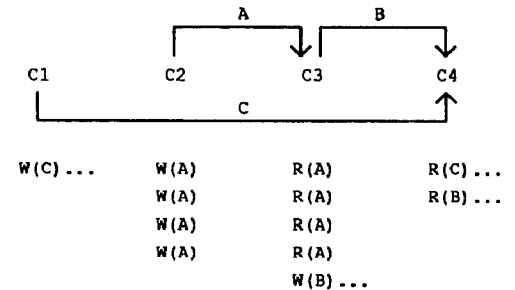 A B
C1 C2 C3 C4
C
W(C)... W(A) R(A) R(C)...
W(A) R(A) R(B)...
W(A) R(A)
W(A) R(A)
W(B)...